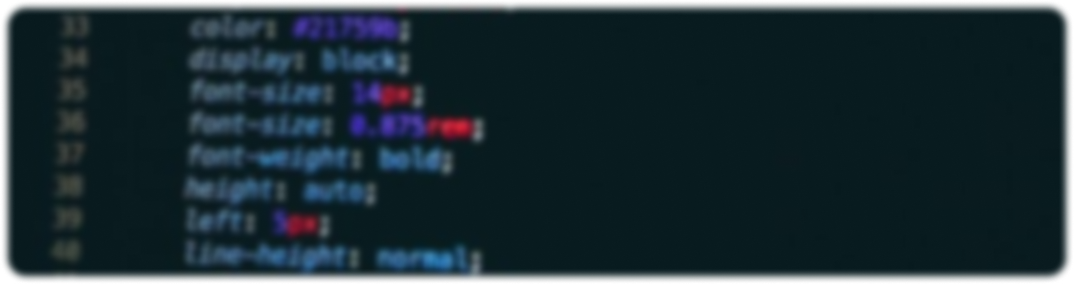 33 color: #21759b;
34 display: block;
35 font-size: 14px;
36 font-size: 0.875rem;
37 font-weight: bold;
38 height: auto;
39 left: 5px;
40 line-height: normal;